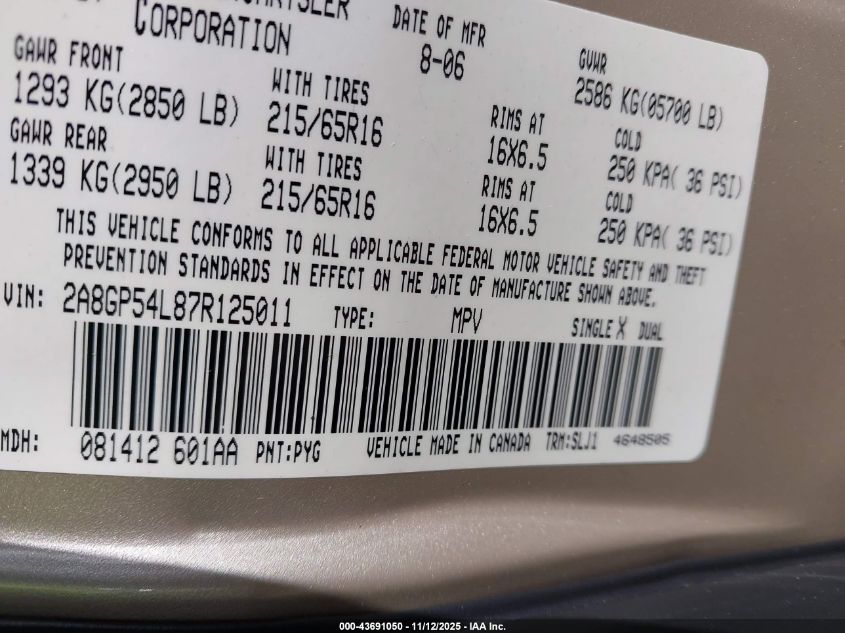 CORPORATION
DATE OF MFR
8-06
GVWR
2586 KG(05700 LB)
GAWR FRONT
1293 KG(2850 LB)
WITH TIRES
215/65R16
RIMS AT
16X6.5
COLD
250 KPA( 36 PSI)
GAWR REAR
1339 KG(2950 LB)
WITH TIRES
215/65R16
RIMS AT
16X6.5
COLD
250 KPA( 36 PSI)
THIS VEHICLE CONFORMS TO ALL APPLICABLE FEDERAL MOTOR VEHICLE SAFETY AND THEFT
PREVENTION STANDARDS IN EFFECT ON THE DATE OF MANUFACTURE SHOWN ABOVE.
VIN: 2A8GP54L87R125011 TYPE: MPV SINGLE X DUAL
MDH: 081412 601AA PNT:PYG VEHICLE MADE IN CANADA TRM:SLJ1 4648505
000-43691050 - 11/12/2025 - IAA Inc.